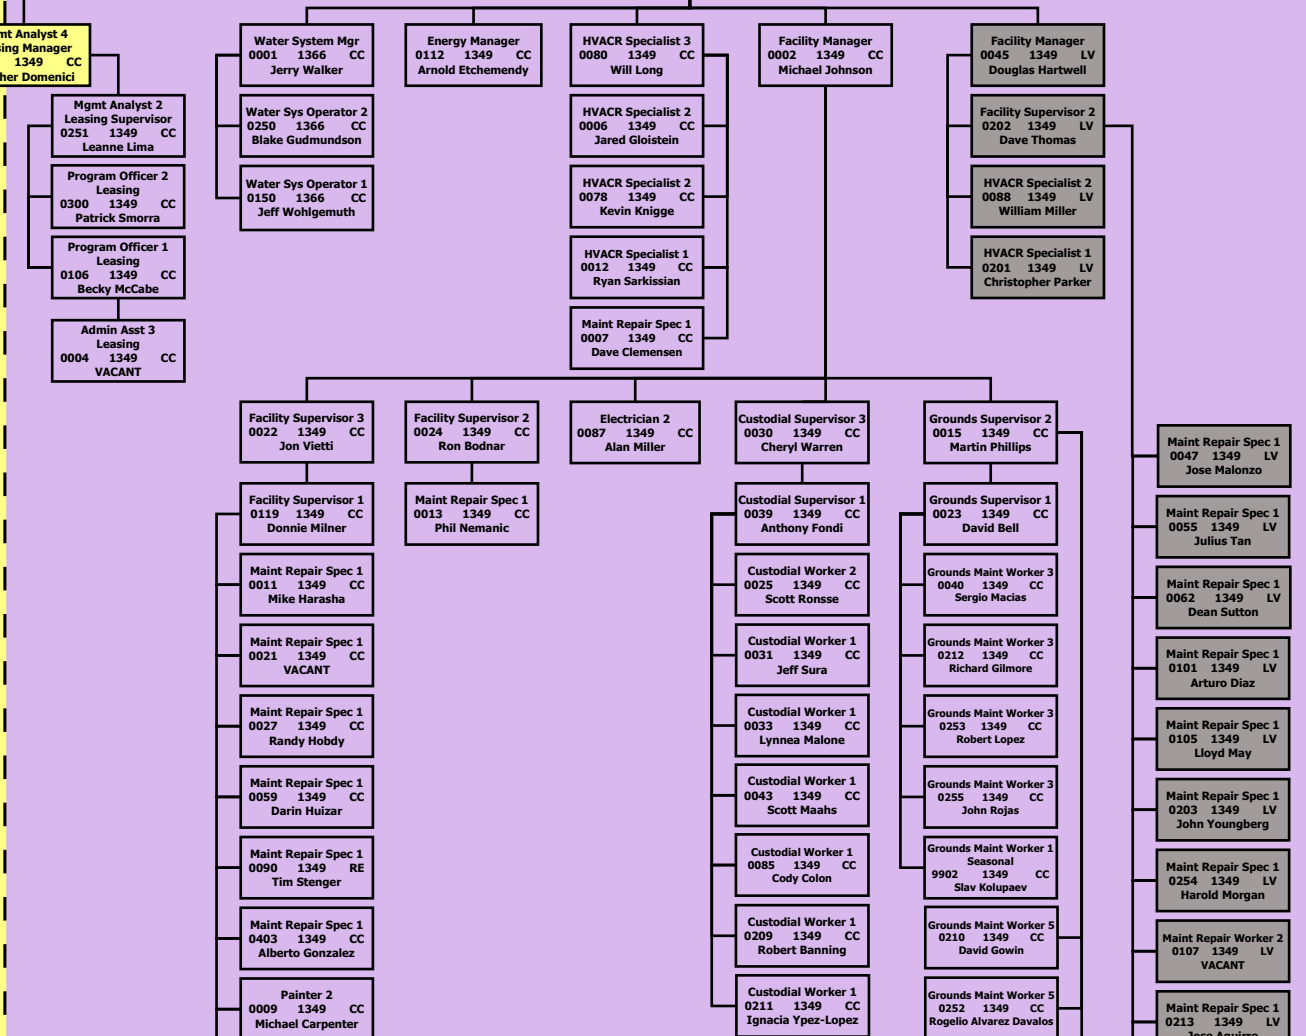 mt Analyst 4
sing Manager
1349 CC
her Domenici
Mgmt Analyst 2
Leasing Supervisor
0251 1349 CC
Leanne Lima
Program Officer 2
Leasing
0300 1349 CC
Patrick Smorra
Program Officer 1
Leasing
0106 1349 CC
Becky McCabe
Admin Asst 3
Leasing
0004 1349 CC
VACANT
Water System Mgr
0001 1366 CC
Jerry Walker
Water Sys Operator 2
0250 1366 CC
Blake Gudmundson
Water Sys Operator 1
0150 1366 CC
Jeff Wohlgemuth
Energy Manager
0112 1349 CC
Arnold Etchemendy
HVACR Specialist 3
0080 1349 CC
Will Long
HVACR Specialist 2
0006 1349 CC
Jared Gloistein
HVACR Specialist 2
0078 1349 CC
Kevin Knigge
HVACR Specialist 1
0012 1349 CC
Ryan Sarkissian
Maint Repair Spec 1
0007 1349 CC
Dave Clemensen
Facility Manager
0002 1349 CC
Michael Johnson
Facility Manager
0045 1349 LV
Douglas Hartwell
Facility Supervisor 2
0202 1349 LV
Dave Thomas
HVACR Specialist 2
0088 1349 LV
William Miller
HVACR Specialist 1
0201 1349 LV
Christopher Parker
Facility Supervisor 3
0022 1349 CC
Jon Vietti
Facility Supervisor 1
0119 1349 CC
Donnie Milner
Maint Repair Spec 1
0011 1349 CC
Mike Harasha
Maint Repair Spec 1
0021 1349 CC
VACANT
Maint Repair Spec 1
0027 1349 CC
Randy Hobdy
Maint Repair Spec 1
0059 1349 CC
Darin Huizar
Maint Repair Spec 1
0090 1349 RE
Tim Stenger
Maint Repair Spec 1
0403 1349 CC
Alberto Gonzalez
Painter 2
0009 1349 CC
Michael Carpenter
Facility Supervisor 2
0024 1349 CC
Ron Bodnar
Maint Repair Spec 1
0013 1349 CC
Phil Nemanic
Electrician 2
0087 1349 CC
Alan Miller
Custodial Supervisor 3
0030 1349 CC
Cheryl Warren
Custodial Supervisor 1
0039 1349 CC
Anthony Fondi
Custodial Worker 2
0025 1349 CC
Scott Ronsse
Custodial Worker 1
0031 1349 CC
Jeff Sura
Custodial Worker 1
0033 1349 CC
Lynnea Malone
Custodial Worker 1
0043 1349 CC
Scott Maahs
Custodial Worker 1
0085 1349 CC
Cody Colon
Custodial Worker 1
0209 1349 CC
Robert Banning
Custodial Worker 1
0211 1349 CC
Ignacia Ypez-Lopez
Grounds Supervisor 2
0015 1349 CC
Martin Phillips
Grounds Supervisor 1
0023 1349 CC
David Bell
Grounds Maint Worker 3
0040 1349 CC
Sergio Macias
Grounds Maint Worker 3
0212 1349 CC
Richard Gilmore
Grounds Maint Worker 3
0253 1349 CC
Robert Lopez
Grounds Maint Worker 3
0255 1349 CC
John Rojas
Grounds Maint Worker 1
Seasonal
9902 1349 CC
Slav Kolupaev
Grounds Maint Worker 5
0210 1349 CC
David Gowin
Grounds Maint Worker 5
0252 1349 CC
Rogelio Alvarez Davalos
Maint Repair Spec 1
0047 1349 LV
Jose Malonzo
Maint Repair Spec 1
0055 1349 LV
Julius Tan
Maint Repair Spec 1
0062 1349 LV
Dean Sutton
Maint Repair Spec 1
0101 1349 LV
Arturo Diaz
Maint Repair Spec 1
0105 1349 LV
Lloyd May
Maint Repair Spec 1
0203 1349 LV
John Youngberg
Maint Repair Spec 1
0254 1349 LV
Harold Morgan
Maint Repair Worker 2
0107 1349 LV
VACANT
Maint Repair Spec 1
0213 1349 LV